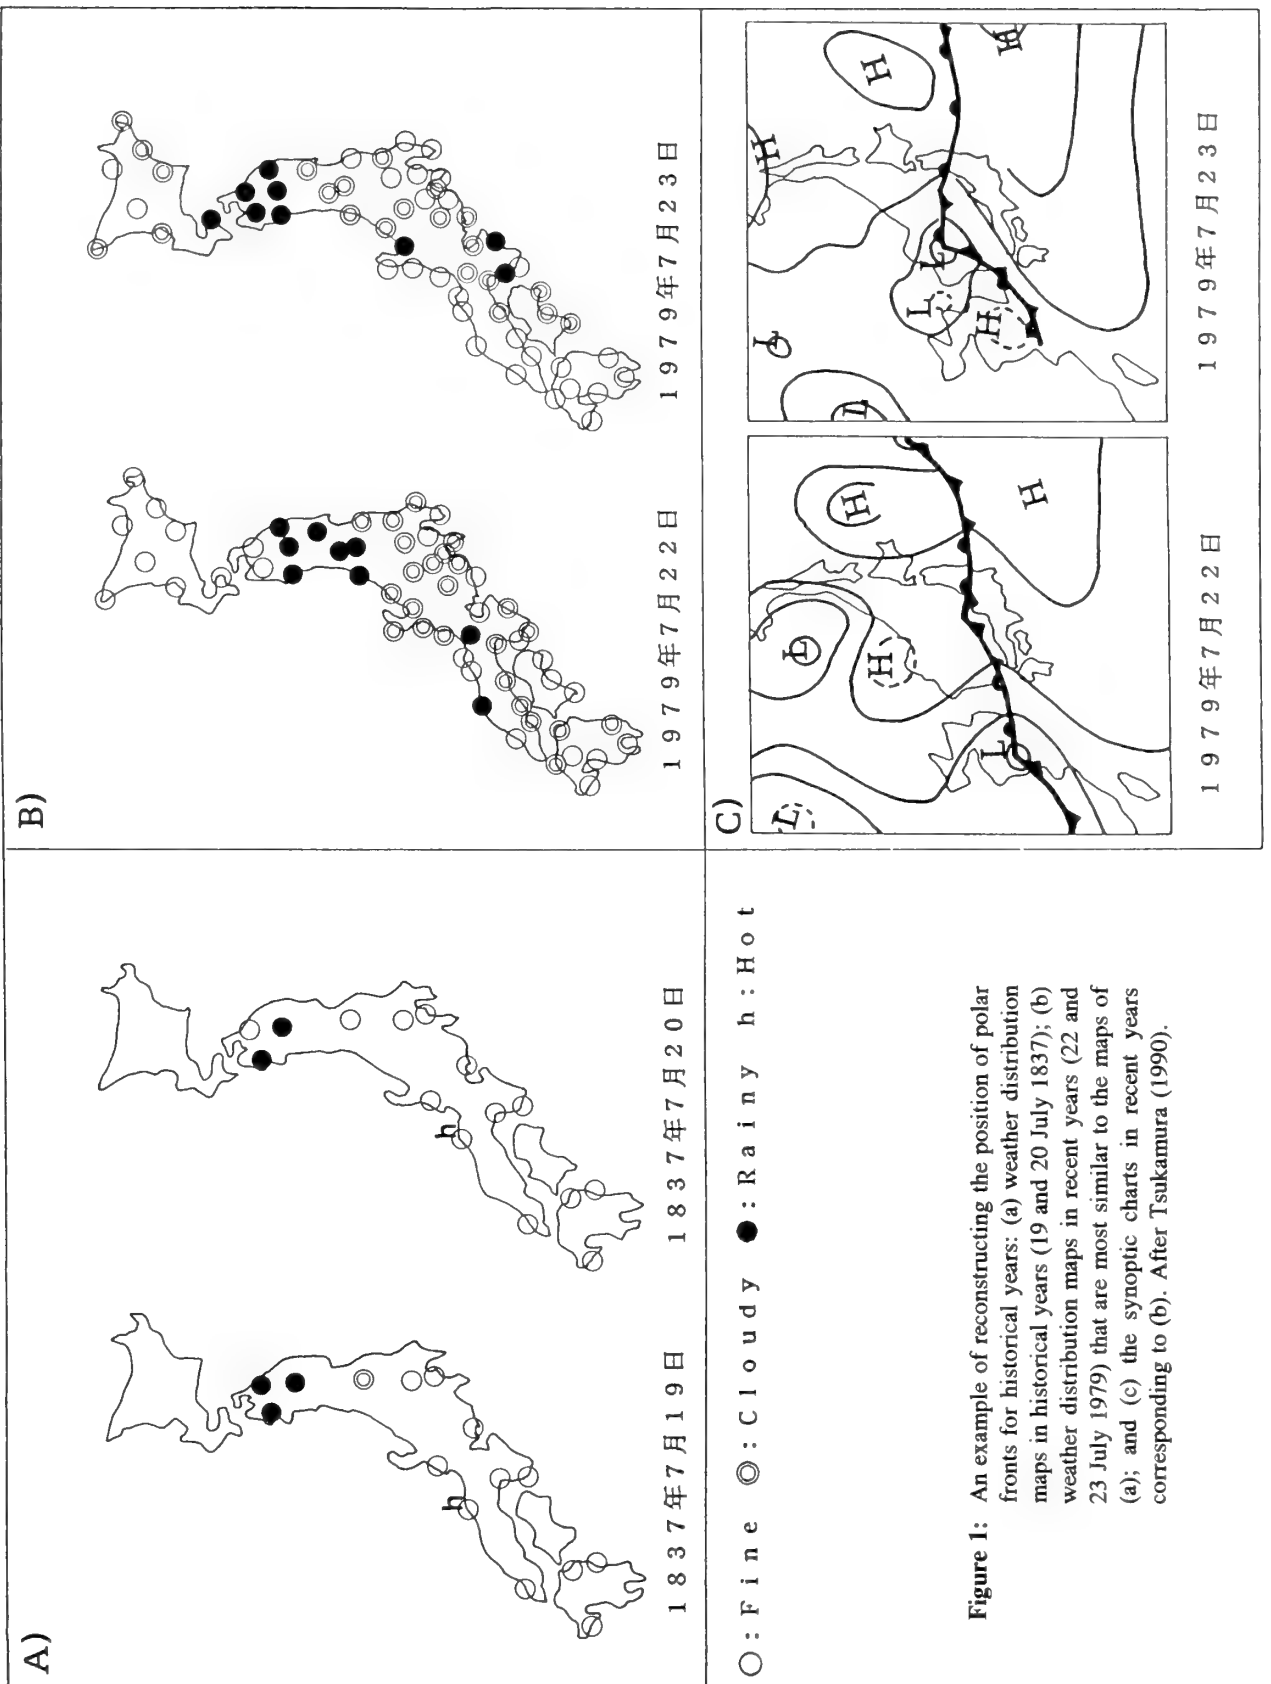 A)
h
h
1837年7月19日
1837年7月20日
B)
1979年7月22日
1979年7月23日
○:Fine ◎:Cloudy ●:Rainy h:Hot
C)
L
L
H
L
H
H
1979年7月22日
L
L
H
L
L
H
H
H
1979年7月23日
Figure 1: An example of reconstructing the position of polar
fronts for historical years: (a) weather distribution
maps in historical years (19 and 20 July 1837); (b)
weather distribution maps in recent years (22 and
23 July 1979) that are most similar to the maps of
(a); and (c) the synoptic charts in recent years
corresponding to (b). After Tsukamura (1990).